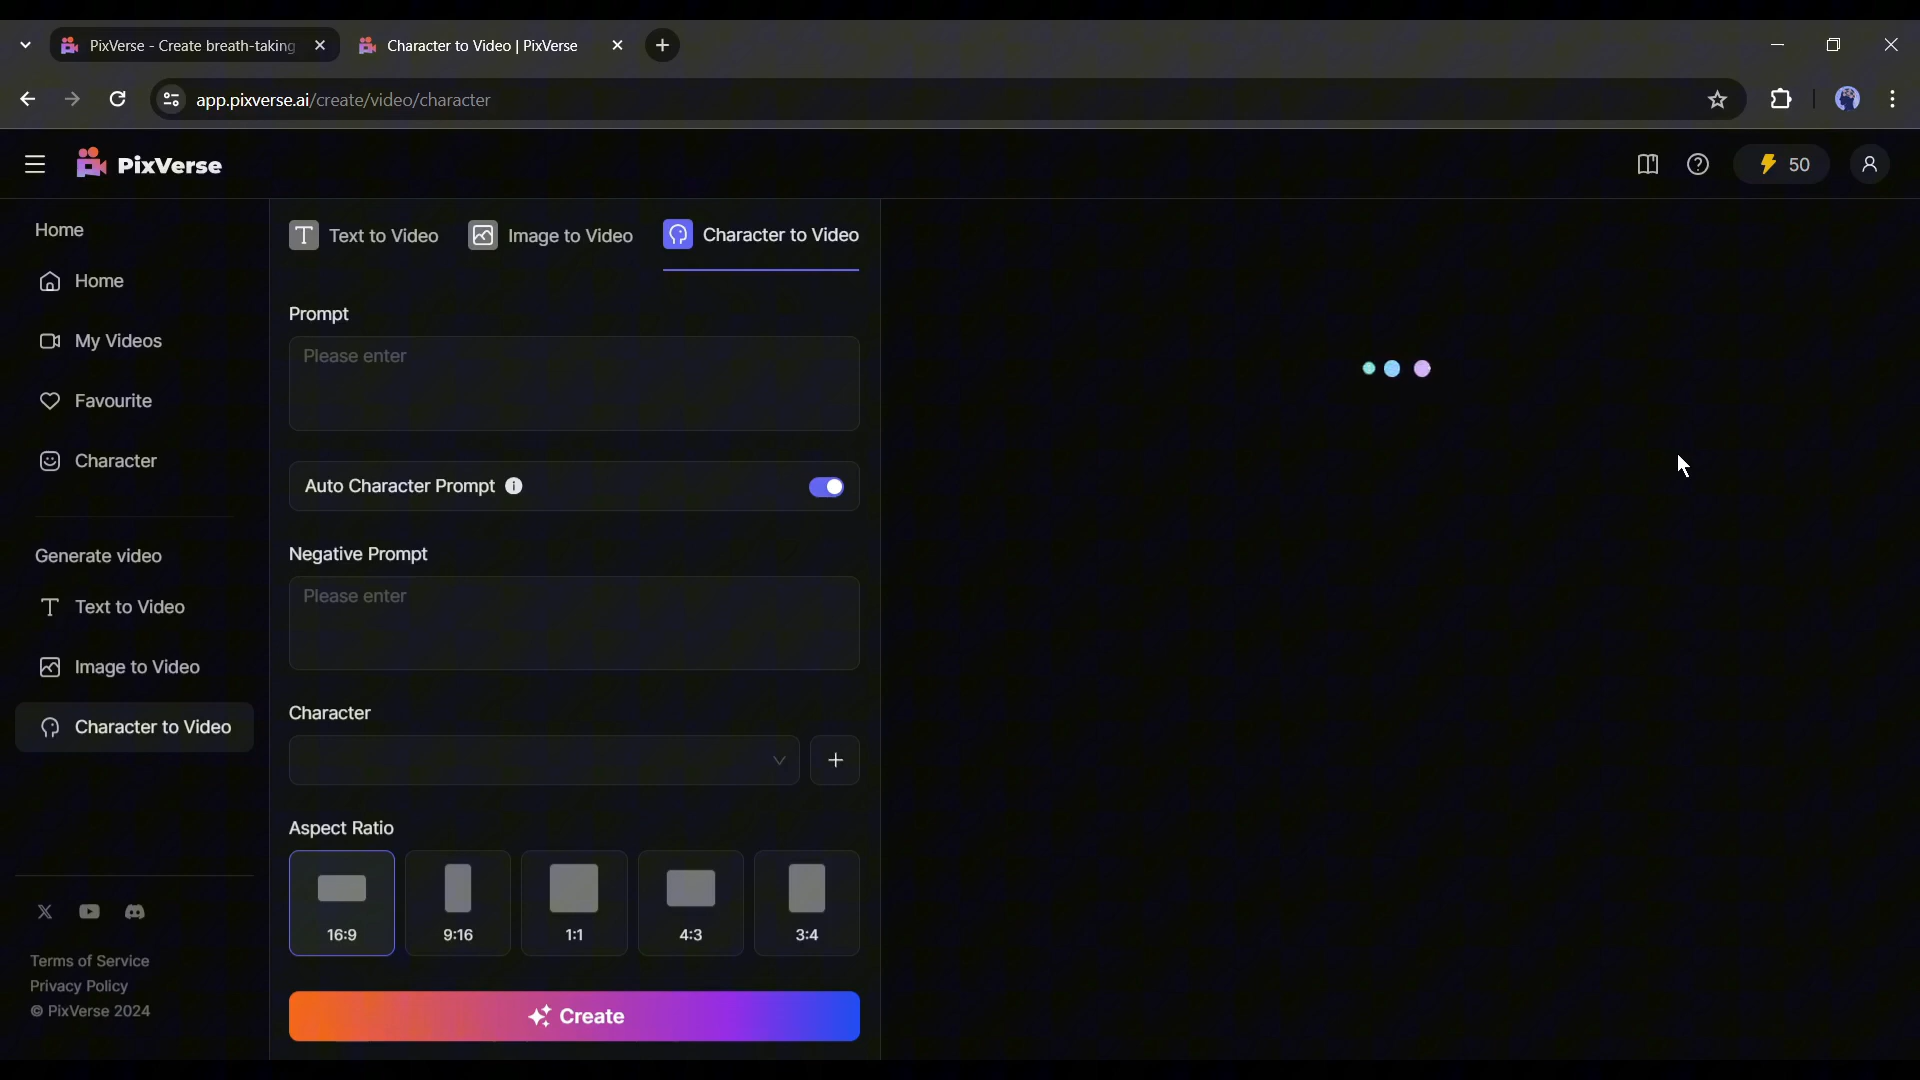 PixVerse - Create breath-taking
Character to Video | PixVerse
app.pixverse.ai/create/video/character
PixVerse
50
Home
Home
My Videos
Favourite
Character
Generate video
Text to Video
Image to Video
Character to Video
X
Terms of Service
Privacy Policy
© PixVerse 2024
T Text to Video
Image to Video
Character to Video
Prompt
Please enter
Auto Character Prompt
Negative Prompt
Please enter
Character
Aspect Ratio
16:9
9:16
1:1
4:3
3:4
Create